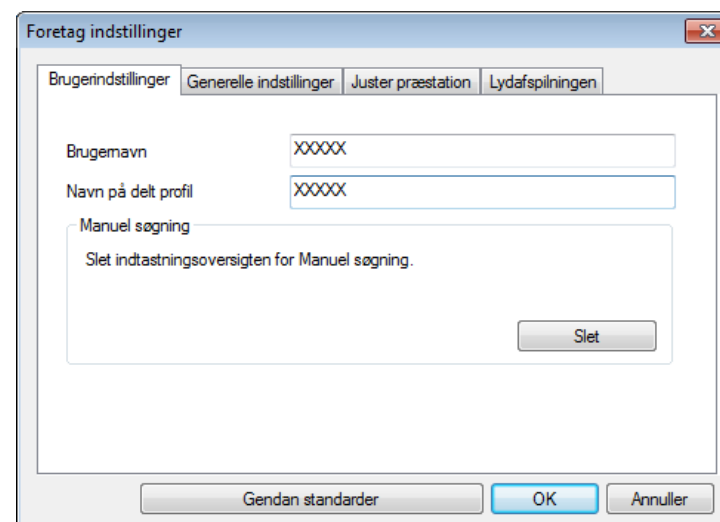 Foretag indstillinger
Brugerindstillinger Generelle indstillinger Juster præstation Lydafspilningen
Brugernavn XXXXX
Navn på delt profil XXXXX
Manuel søgning
Slet indtastningsoversigten for Manuel søgning.
Slet
Gendan standarder OK Annuller